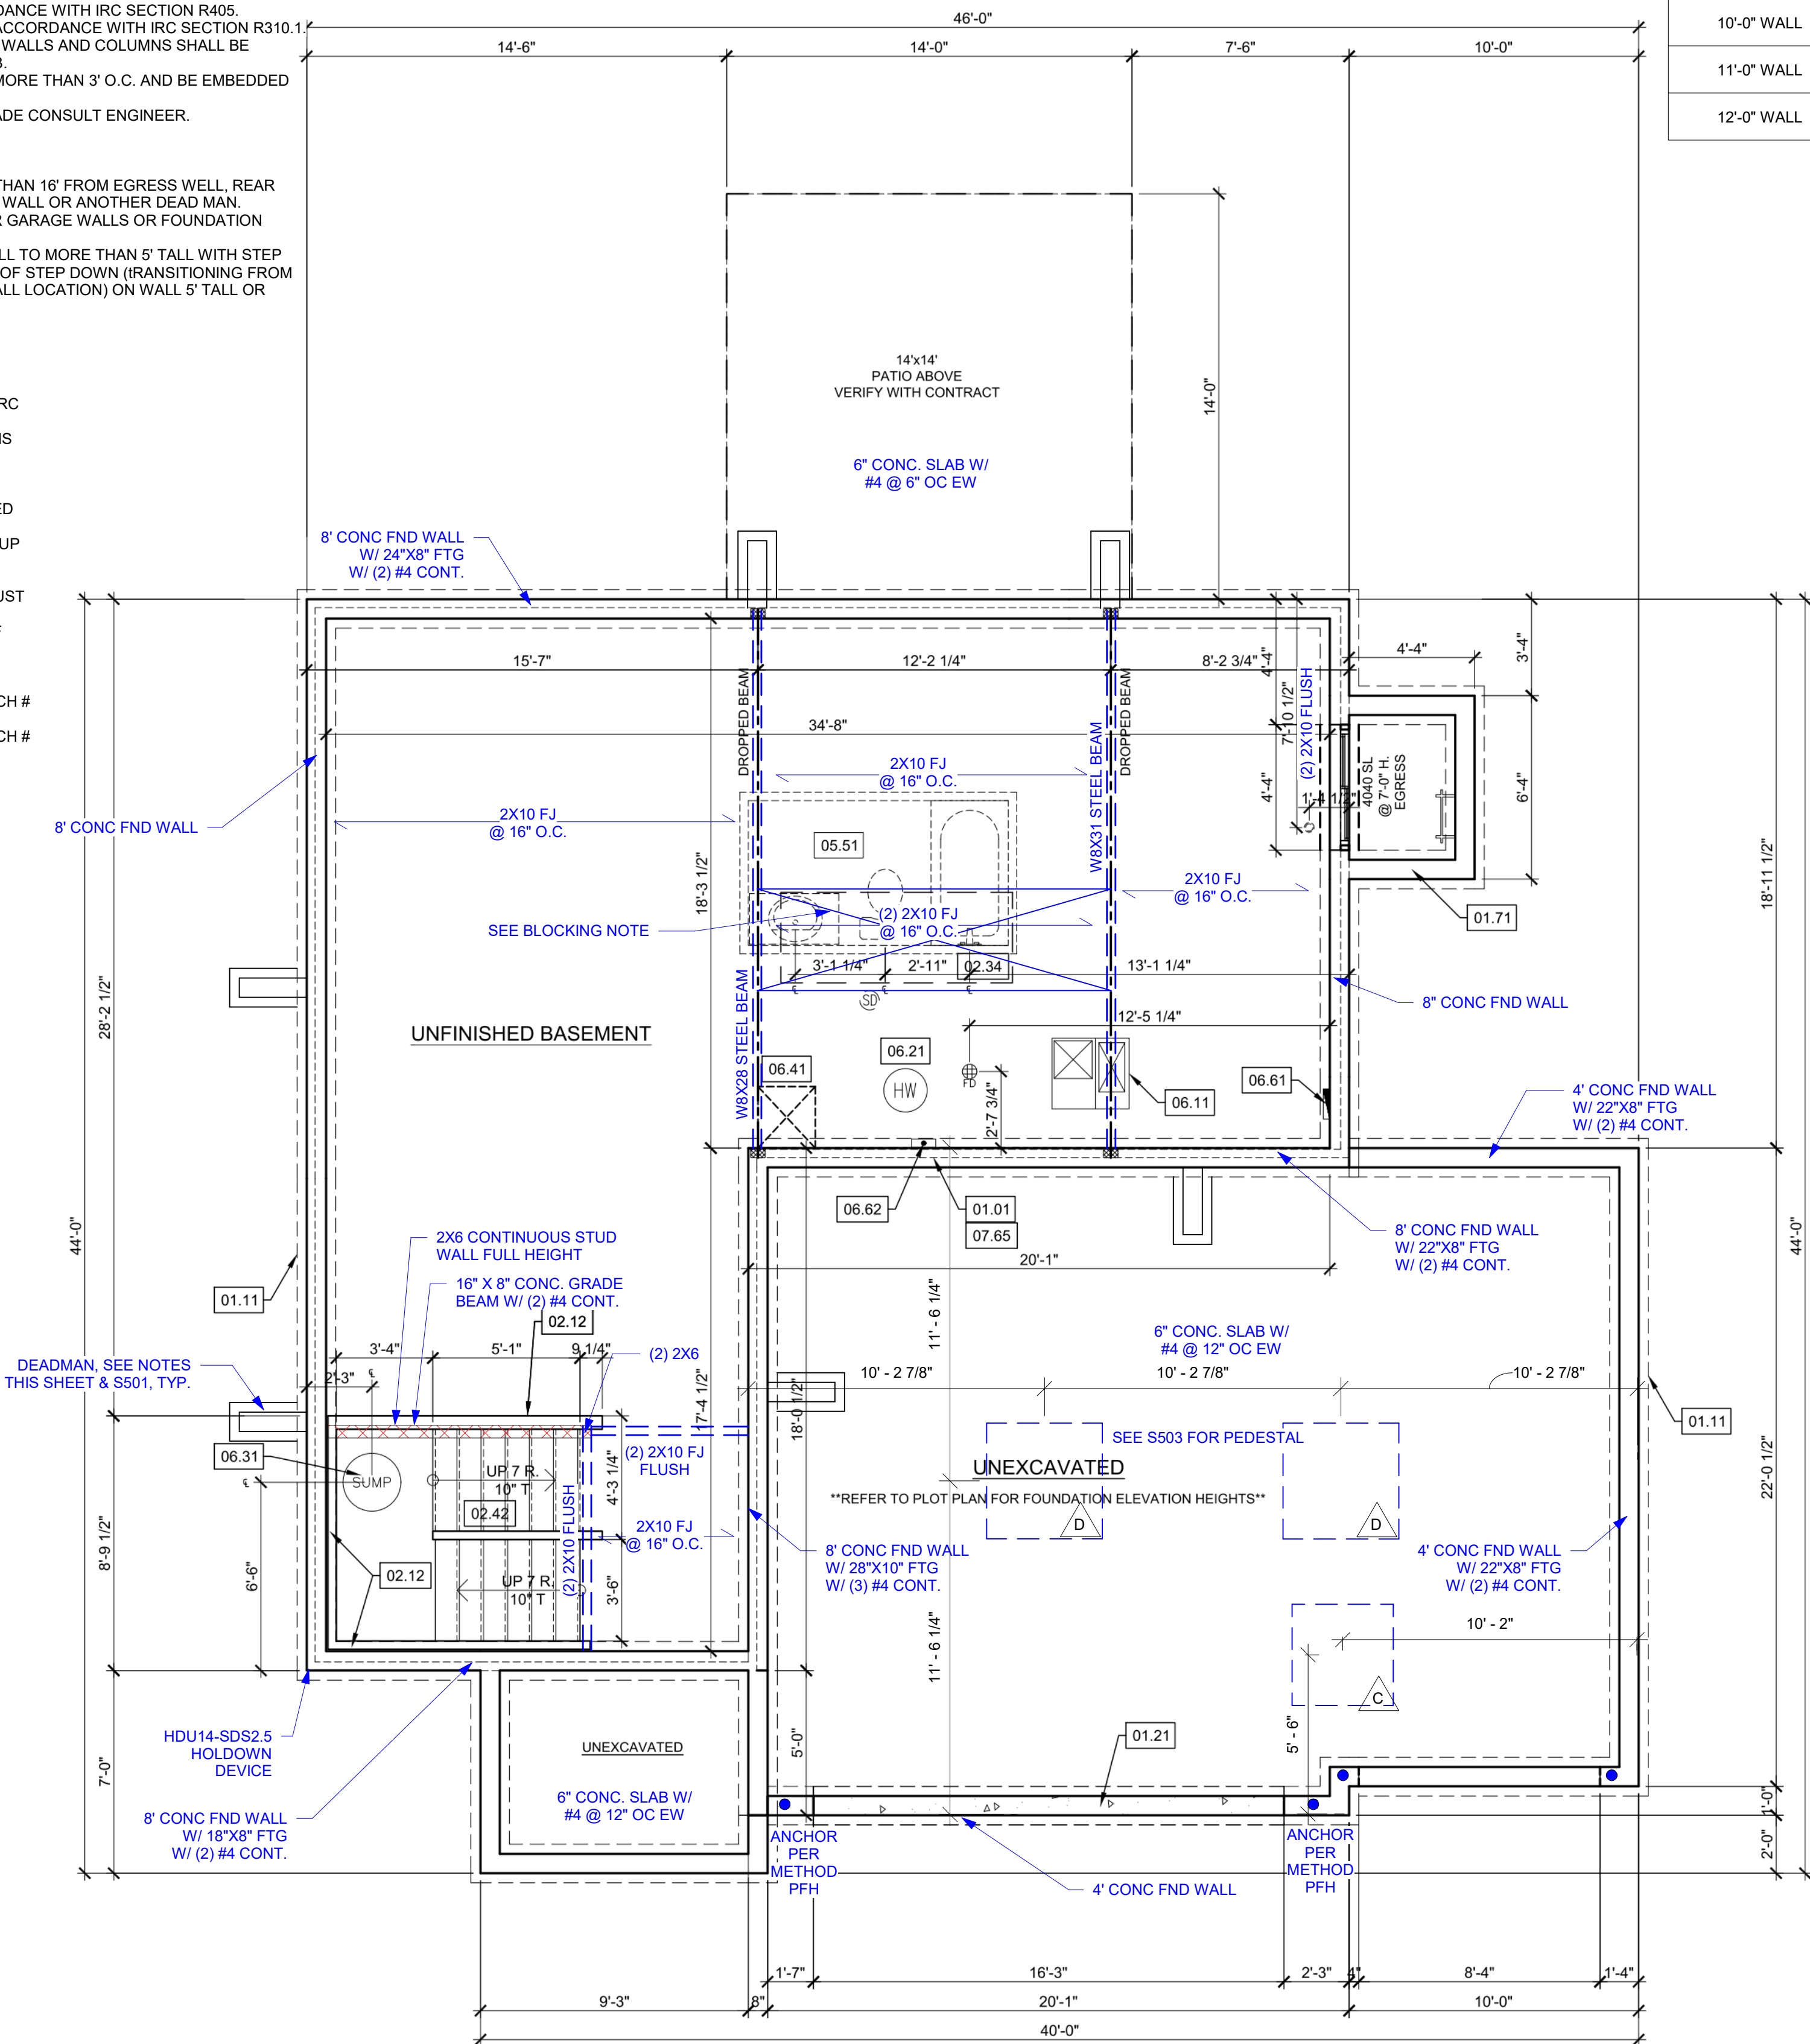 DANCE WITH IRC SECTION R405.
ACCORDANCE WITH IRC SECTION R310.1.
WALLS AND COLUMNS SHALL BE
MORE THAN 3' O.C. AND BE EMBEDDED
ADE CONSULT ENGINEER.
THAN 16' FROM EGRESS WELL, REAR
WALL OR ANOTHER DEAD MAN.
R GARAGE WALLS OR FOUNDATION
LL TO MORE THAN 5' TALL WITH STEP
OF STEP DOWN (tRANSITIONING FROM
ALL LOCATION) ON WALL 5' TALL OR
RC
NS
ED
UP
UST
CH #
CH #
10'-0" WALL
11'-0" WALL
12'-0" WALL
46'-0"
14'-6"
14'-0"
7'-6"
10'-0"
14'x14'
PATIO ABOVE
VERIFY WITH CONTRACT
14'-0"
6" CONC. SLAB W/
#4 @ 6" OC EW
8' CONC FND WALL
W/ 24"X8" FTG
W/ (2) #4 CONT.
15'-7"
12'-2 1/4"
8'-2 3/4"
4'-4"
4'-4"
3'-4"
34'-8"
DROPPED BEAM
DROPPED BEAM
7'-10 1/2"
(2) 2X10 FLUSH
4040 SL
@ 7'-0" H.
EGRESS
6'-4"
4'-4"
1'-4 1/2"
2X10 FJ
@ 16" O.C.
2X10 FJ
@ 16" O.C.
8' CONC FND WALL
05.51
W8X31 STEEL BEAM
18'-3 1/2"
2X10 FJ
@ 16" O.C.
18'-11 1/2"
01.71
(2) 2X10 FJ
@ 16" O.C.
SEE BLOCKING NOTE
3'-1 1/4"
2'-11"
02.34
13'-1 1/4"
SD
28'-2 1/2"
W8X28 STEEL BEAM
8" CONC FND WALL
UNFINISHED BASEMENT
12'-5 1/4"
06.21
06.41
HW
FD
2'-7 3/4"
06.11
06.61
4' CONC FND WALL
W/ 22"X8" FTG
W/ (2) #4 CONT.
44'-0"
44'-0"
06.62
01.01
07.65
2X6 CONTINUOUS STUD
WALL FULL HEIGHT
8' CONC FND WALL
W/ 22"X8" FTG
W/ (2) #4 CONT.
20'-1"
16" X 8" CONC. GRADE
BEAM W/ (2) #4 CONT.
01.11
02.12
11' - 6 1/4"
6" CONC. SLAB W/
#4 @ 12" OC EW
3'-4"
5'-1"
9 1/4"
(2) 2X6
DEADMAN, SEE NOTES
THIS SHEET & S501, TYP.
2'-3"
10' - 2 7/8"
10' - 2 7/8"
10' - 2 7/8"
17'-4 1/2"
18'-0 1/2"
01.11
SEE S503 FOR PEDESTAL
(2) 2X10 FJ
FLUSH
06.31
SUMP
UP 7 R.
10" T
4'-3 1/4"
UNEXCAVATED
**REFER TO PLOT PLAN FOR FOUNDATION ELEVATION HEIGHTS**
22'-0 1/2"
02.42
D
D
(2) 2X10 FLUSH
2X10 FJ
@ 16" O.C.
8'-9 1/2"
6'-6"
8' CONC FND WALL
W/ 28"X10" FTG
W/ (3) #4 CONT.
4' CONC FND WALL
W/ 22"X8" FTG
W/ (2) #4 CONT.
02.12
UP 7 R.
10" T
3'-6"
11' - 6 1/4"
10' - 2"
C
5' - 6"
HDU14-SDS2.5
HOLDOWN
DEVICE
UNEXCAVATED
5'-0"
01.21
7'-0"
6" CONC. SLAB W/
#4 @ 12" OC EW
8' CONC FND WALL
W/ 18"X8" FTG
W/ (2) #4 CONT.
ANCHOR
PER
METHOD
PFH
ANCHOR
PER
METHOD
PFH
1'-0"
2'-0"
4' CONC FND WALL
1'-7"
16'-3"
2'-3"
4"
8'-4"
1'-4"
9'-3"
8"
20'-1"
10'-0"
40'-0"